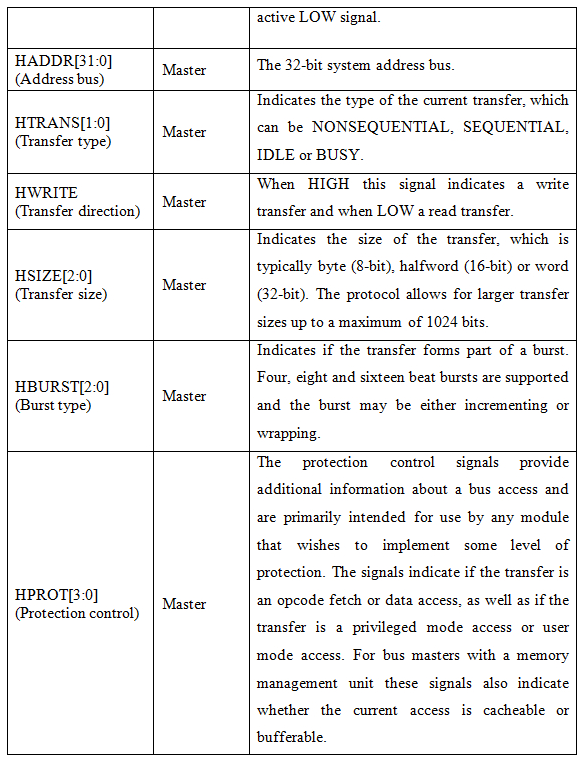 active LOW signal.
HADDR[31:0]
(Address bus)
Master
The 32-bit system address bus.
HTRANS[1:0]
(Transfer type)
Master
Indicates the type of the current transfer, which
can be NONSEQUENTIAL, SEQUENTIAL,
IDLE or BUSY.
HWRITE
(Transfer direction)
Master
When HIGH this signal indicates a write
transfer and when LOW a read transfer.
HSIZE[2:0]
(Transfer size)
Master
Indicates the size of the transfer, which is
typically byte (8-bit), halfword (16-bit) or word
(32-bit). The protocol allows for larger transfer
sizes up to a maximum of 1024 bits.
HBURST[2:0]
(Burst type)
Master
Indicates if the transfer forms part of a burst.
Four, eight and sixteen beat bursts are supported
and the burst may be either incrementing or
wrapping.
HPROT[3:0]
(Protection control)
Master
The protection control signals provide
additional information about a bus access and
are primarily intended for use by any module
that wishes to implement some level of
protection. The signals indicate if the transfer is
an opcode fetch or data access, as well as if the
transfer is a privileged mode access or user
mode access. For bus masters with a memory
management unit these signals also indicate
whether the current access is cacheable or
bufferable.